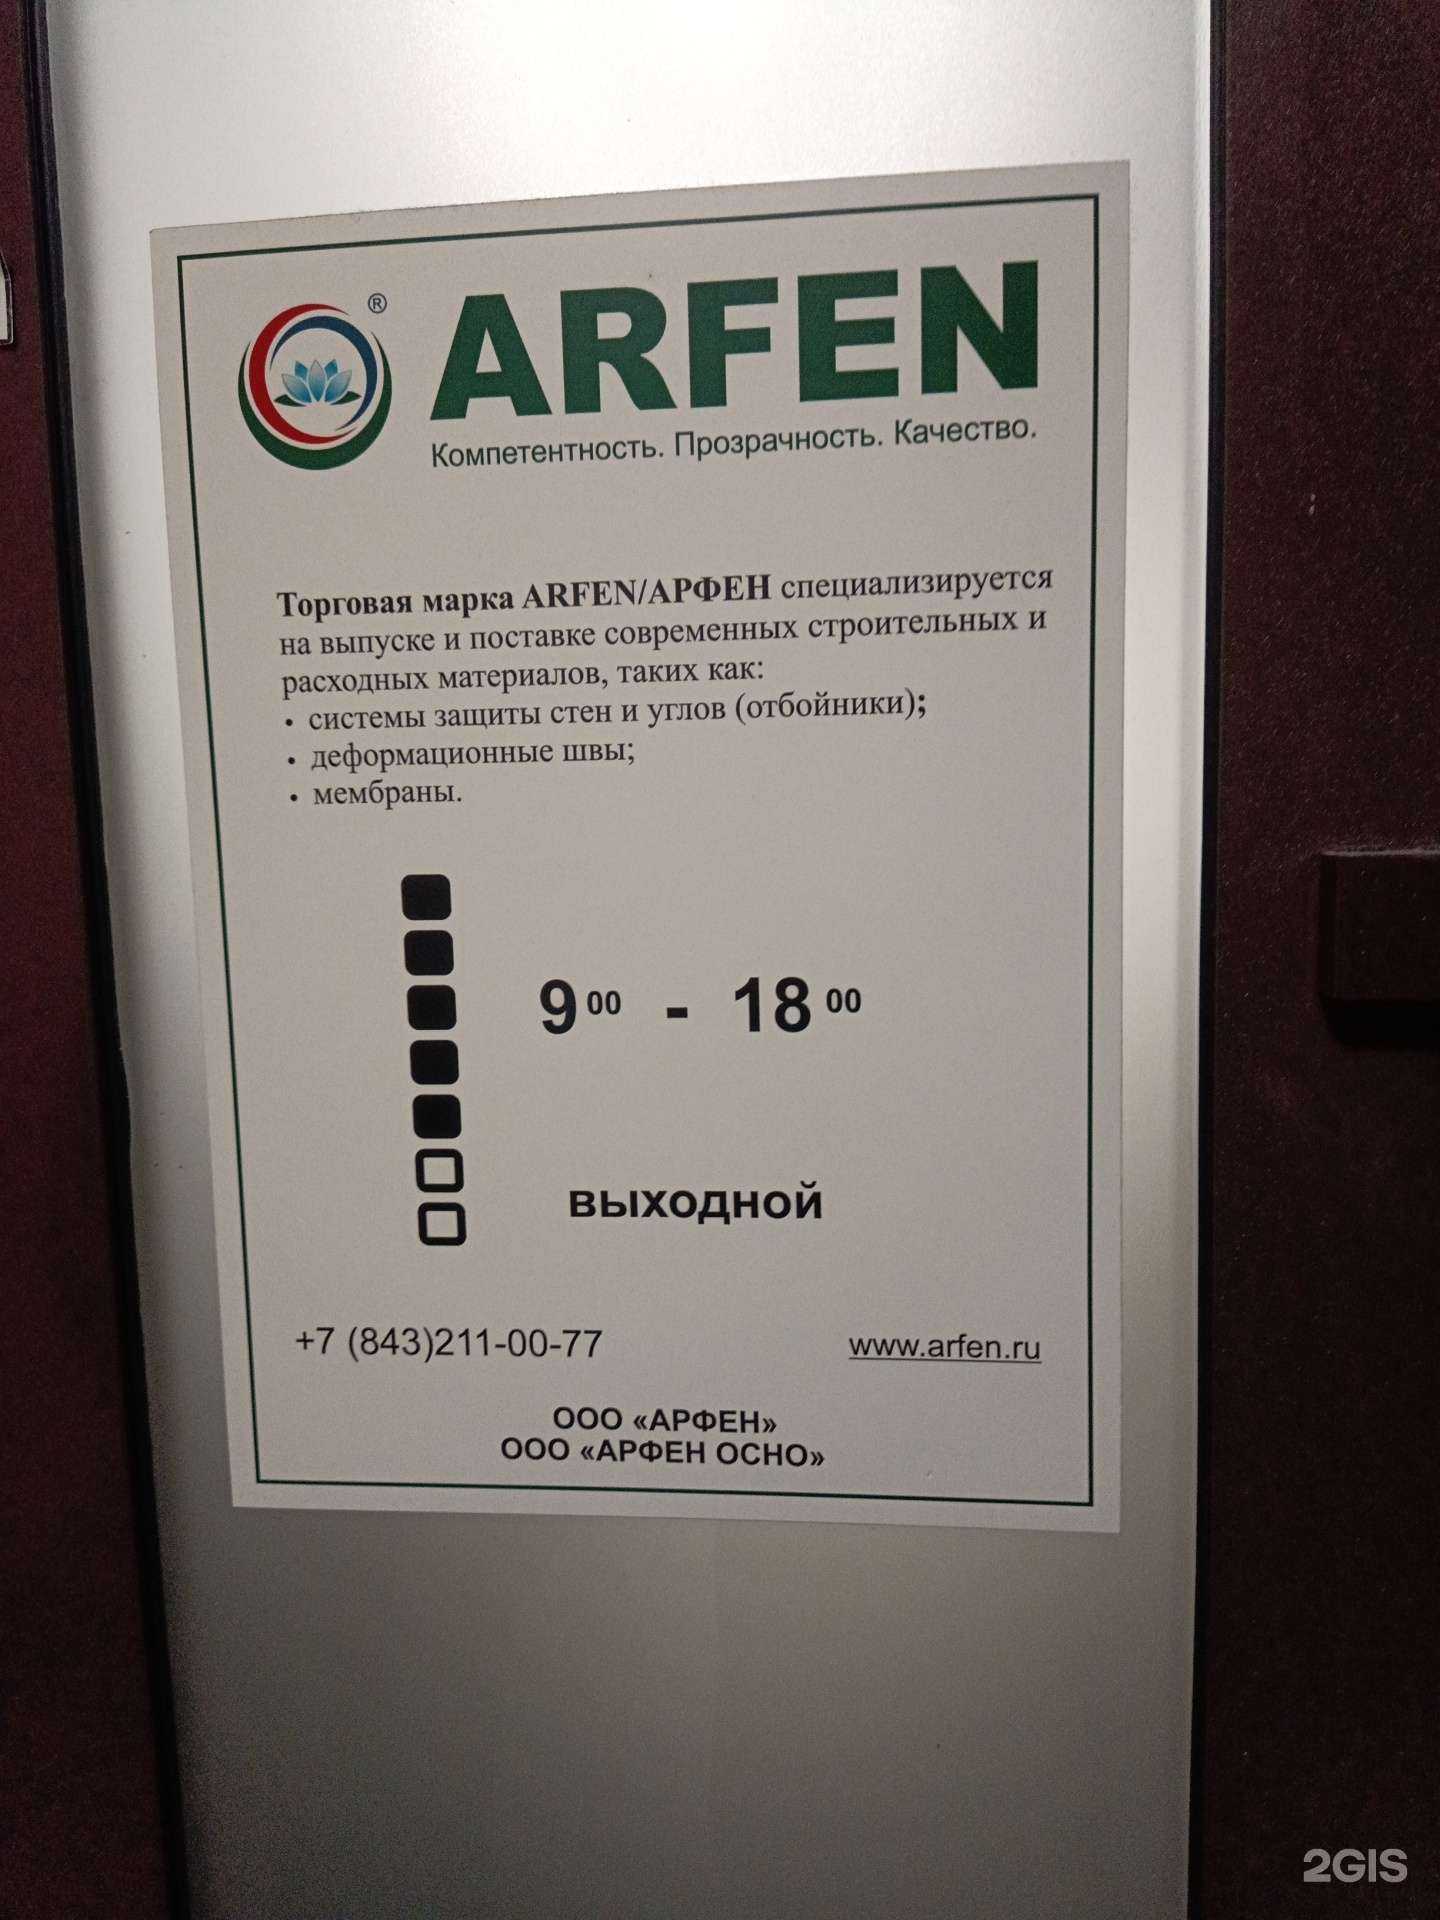 ®
ARFEN
Компетентность. Прозрачность. Качество.
Торговая марка ARFEN/АРФЕН специализируется
на выпуске и поставке современных строительных и
расходных материалов, таких как:
• системы защиты стен и углов (отбойники);
• деформационные швы;
• мембраны.
9 00 - 18 00
выходной
+7 (843)211-00-77
www.arfen.ru
ООО «АРФЕН»
ООО «АРФЕН ОСНО»
2GIS